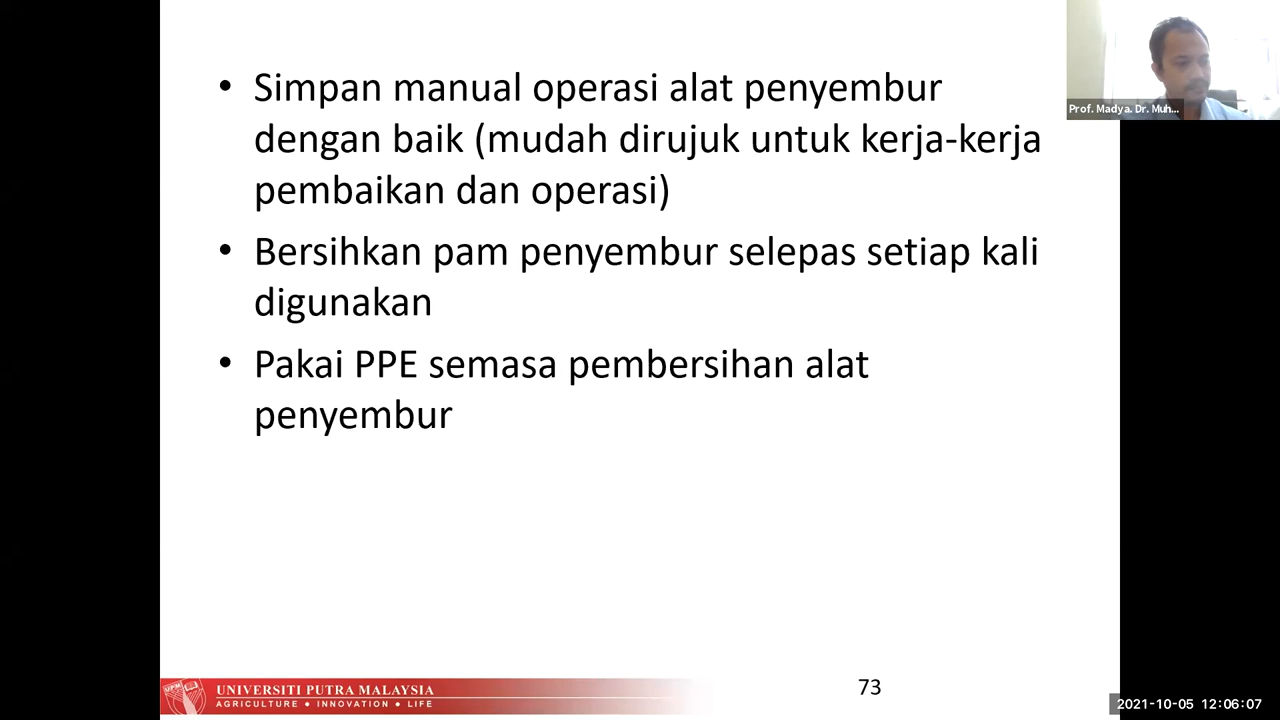 • Simpan manual operasi alat penyembur
dengan baik (mudah dirujuk untuk kerja-kerja
pembaikan dan operasi)
• Bersihkan pam penyembur selepas setiap kali
digunakan
• Pakai PPE semasa pembersihan alat
penyembur
Prof. Madya. Dr. Muh...
UPM
UNIVERSITI PUTRA MALAYSIA
AGRICULTURE • INNOVATION • LIFE
73
2021-10-05 12:06:07